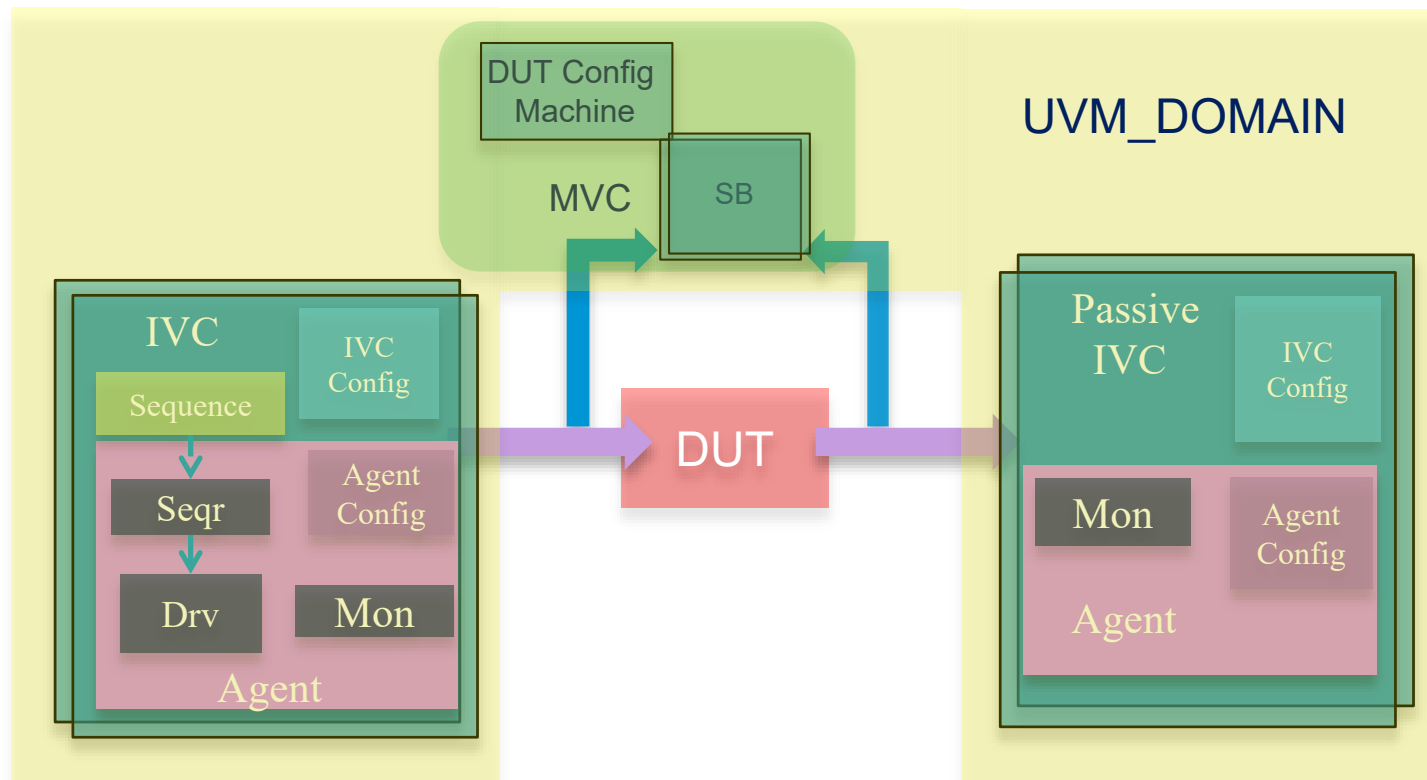 DUT Config
Machine
UVM_DOMAIN
MVC
SB
IVC
IVC
Config
Sequence
Agent
Config
Seqr
Drv
Mon
Agent
DUT
Passive
IVC
IVC
Config
Mon
Agent
Config
Agent